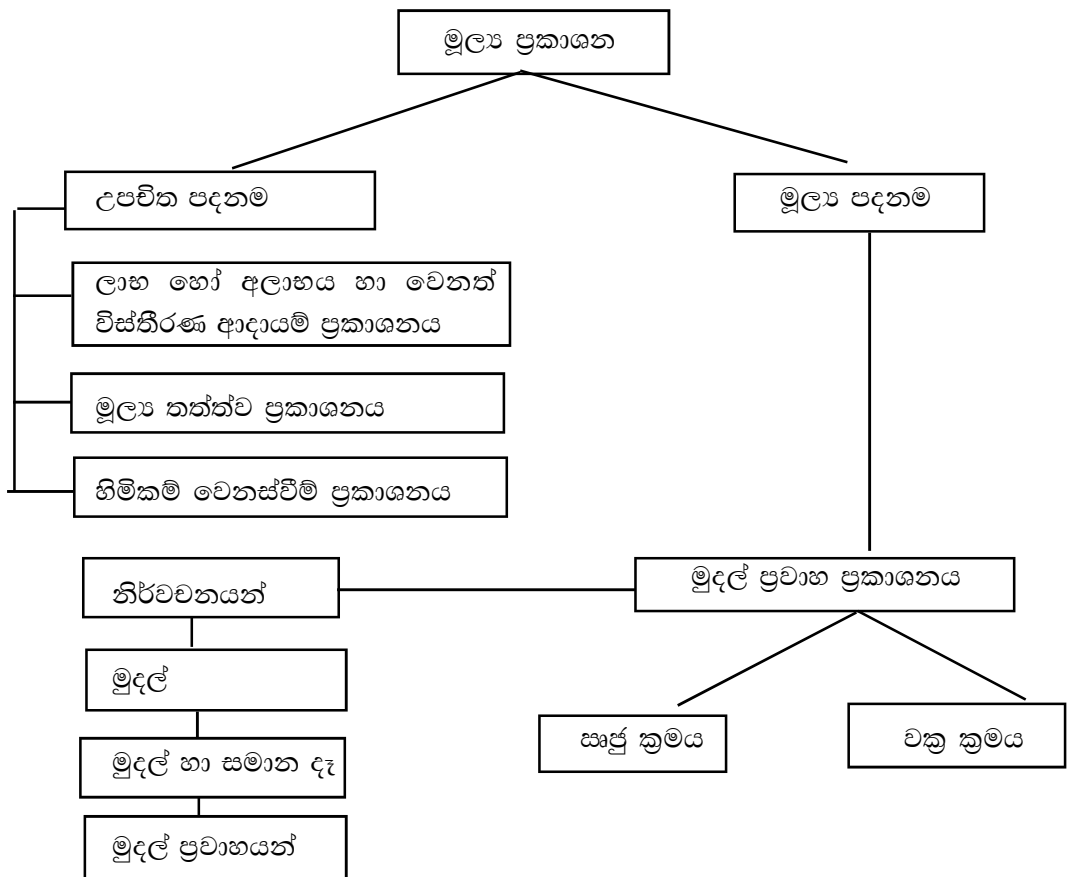 මූල්‍ය ප්‍රකාශන
උපචිත පදනම
මූල්‍ය පදනම
ලාභ හෝ අලාභය හා වෙනත්
විස්තීරණ ආදායම් ප්‍රකාශනය
මූල්‍ය තත්ත්ව ප්‍රකාශනය
හිමිකම් වෙනස්වීම් ප්‍රකාශනය
නිර්වචනයන්
මුදල් ප්‍රවාහ ප්‍රකාශනය
මුදල්
සෘජු ක්‍රමය
වක්‍ර ක්‍රමය
මුදල් හා සමාන දෑ
මුදල් ප්‍රවාහයන්